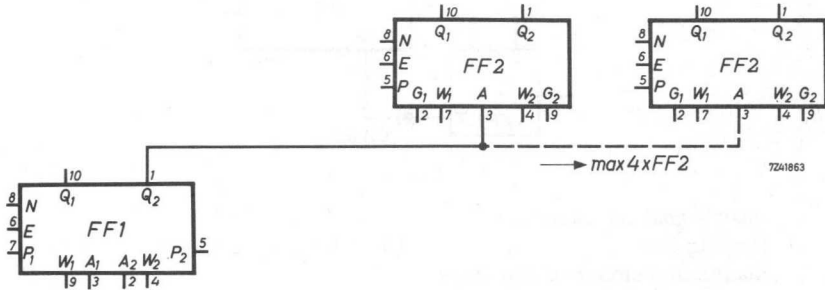 10 1 10 1
8 N Q1 Q2 8 N Q1 Q2
6 E FF2 6 E FF2
5 P 5 P
G1 W1 A W2 G2 G1 W1 A W2 G2
2 7 3 4 9 2 7 3 4 9
max 4xFF2
7Z41863
10 1
8 N Q1 Q2
6 E FF1
7 P1 P2 5
W1 A1 A2 W2
9 3 2 4